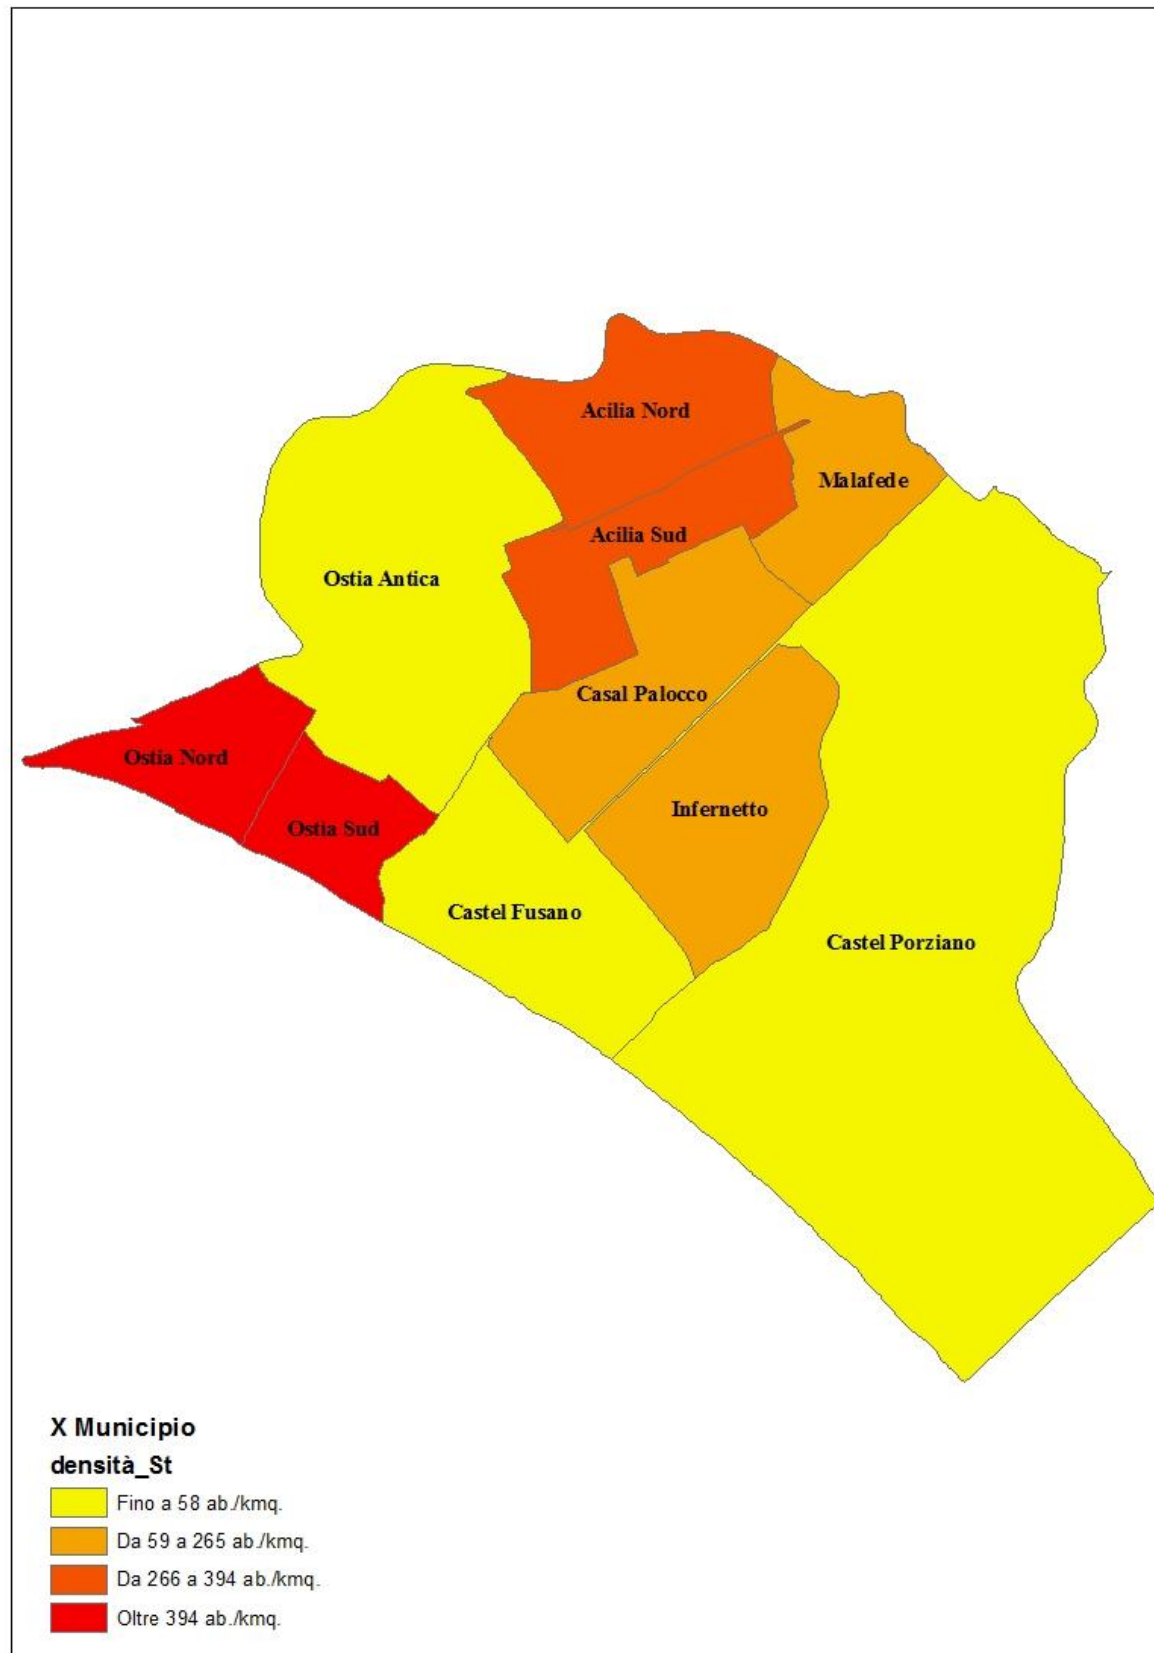 Acilia Nord
Malafede
Acilia Sud
Ostia Antica
Casal Palocco
Ostia Nord
Infernetto
Ostia Sud
Castel Fusano
Castel Porziano
X Municipio
densità_St
Fino a 58 ab./kmq.
Da 59 a 265 ab./kmq.
Da 266 a 394 ab./kmq.
Oltre 394 ab./kmq.